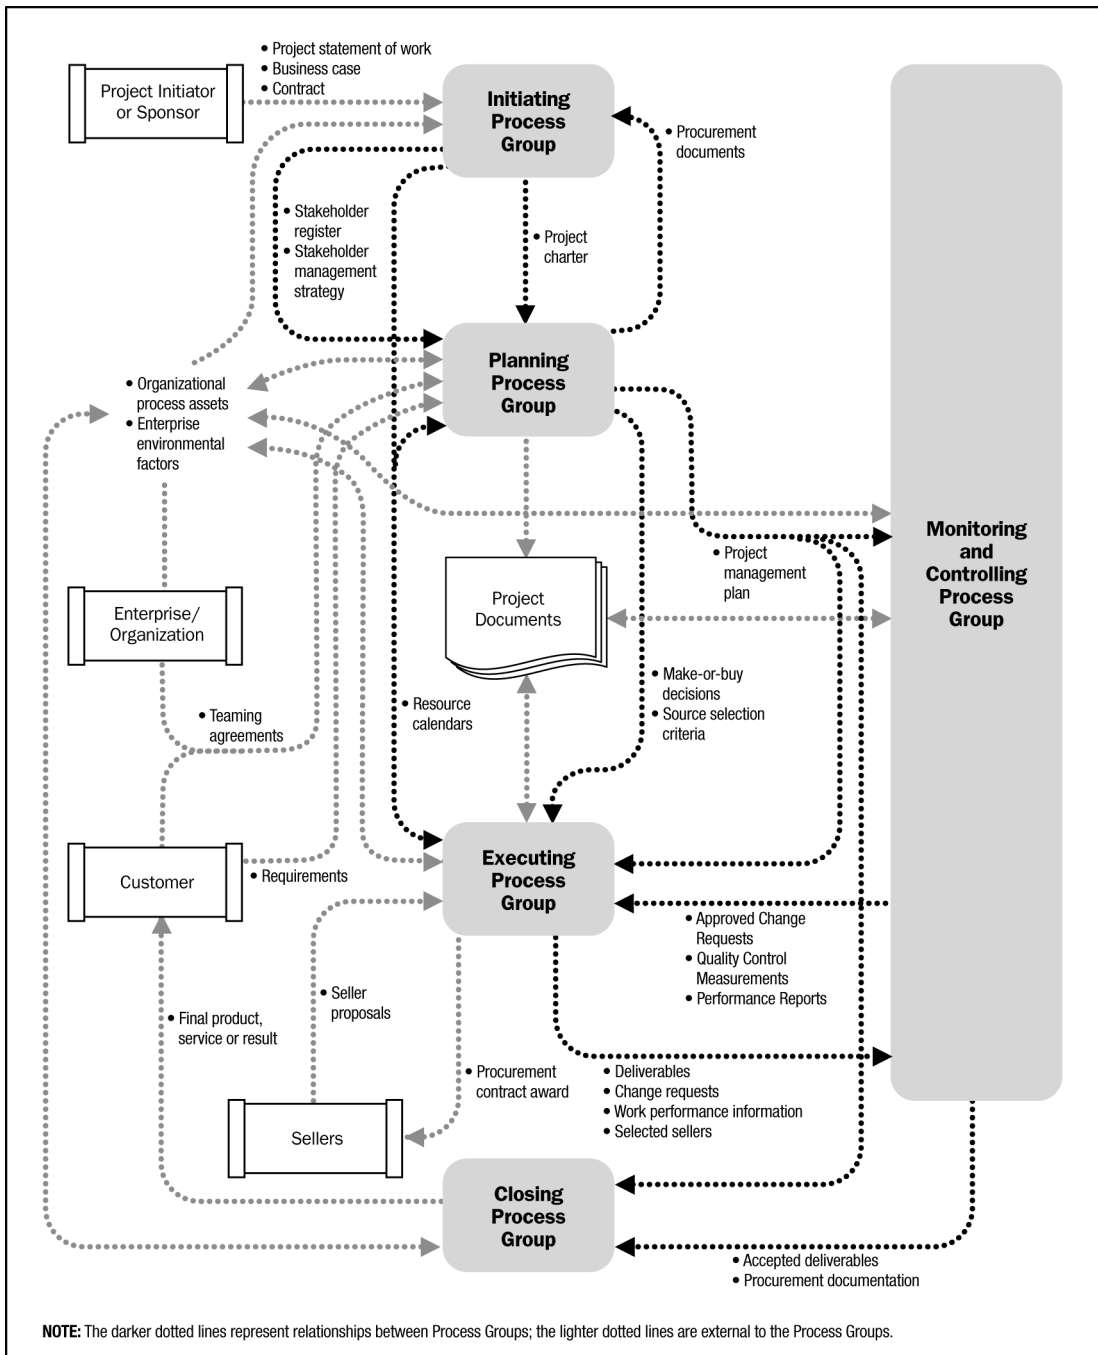 • Project statement of work
• Business case
• Contract
Project Initiator
or Sponsor
Initiating
Process
Group
• Procurement
documents
• Stakeholder
register
• Stakeholder
management
strategy
• Project
charter
Planning
Process
Group
• Organizational
process assets
• Enterprise
environmental
factors
Monitoring
and
Controlling
Process
Group
• Project
management
plan
Project
Documents
Enterprise/
Organization
• Make-or-buy
decisions
• Source selection
criteria
• Resource
calendars
• Teaming
agreements
Executing
Process
Group
Customer
• Requirements
• Approved Change
Requests
• Quality Control
Measurements
• Performance Reports
• Seller
proposals
• Final product,
service or result
• Procurement
contract award
• Deliverables
• Change requests
• Work performance information
• Selected sellers
Sellers
Closing
Process
Group
• Accepted deliverables
• Procurement documentation
NOTE: The darker dotted lines represent relationships between Process Groups; the lighter dotted lines are external to the Process Groups.